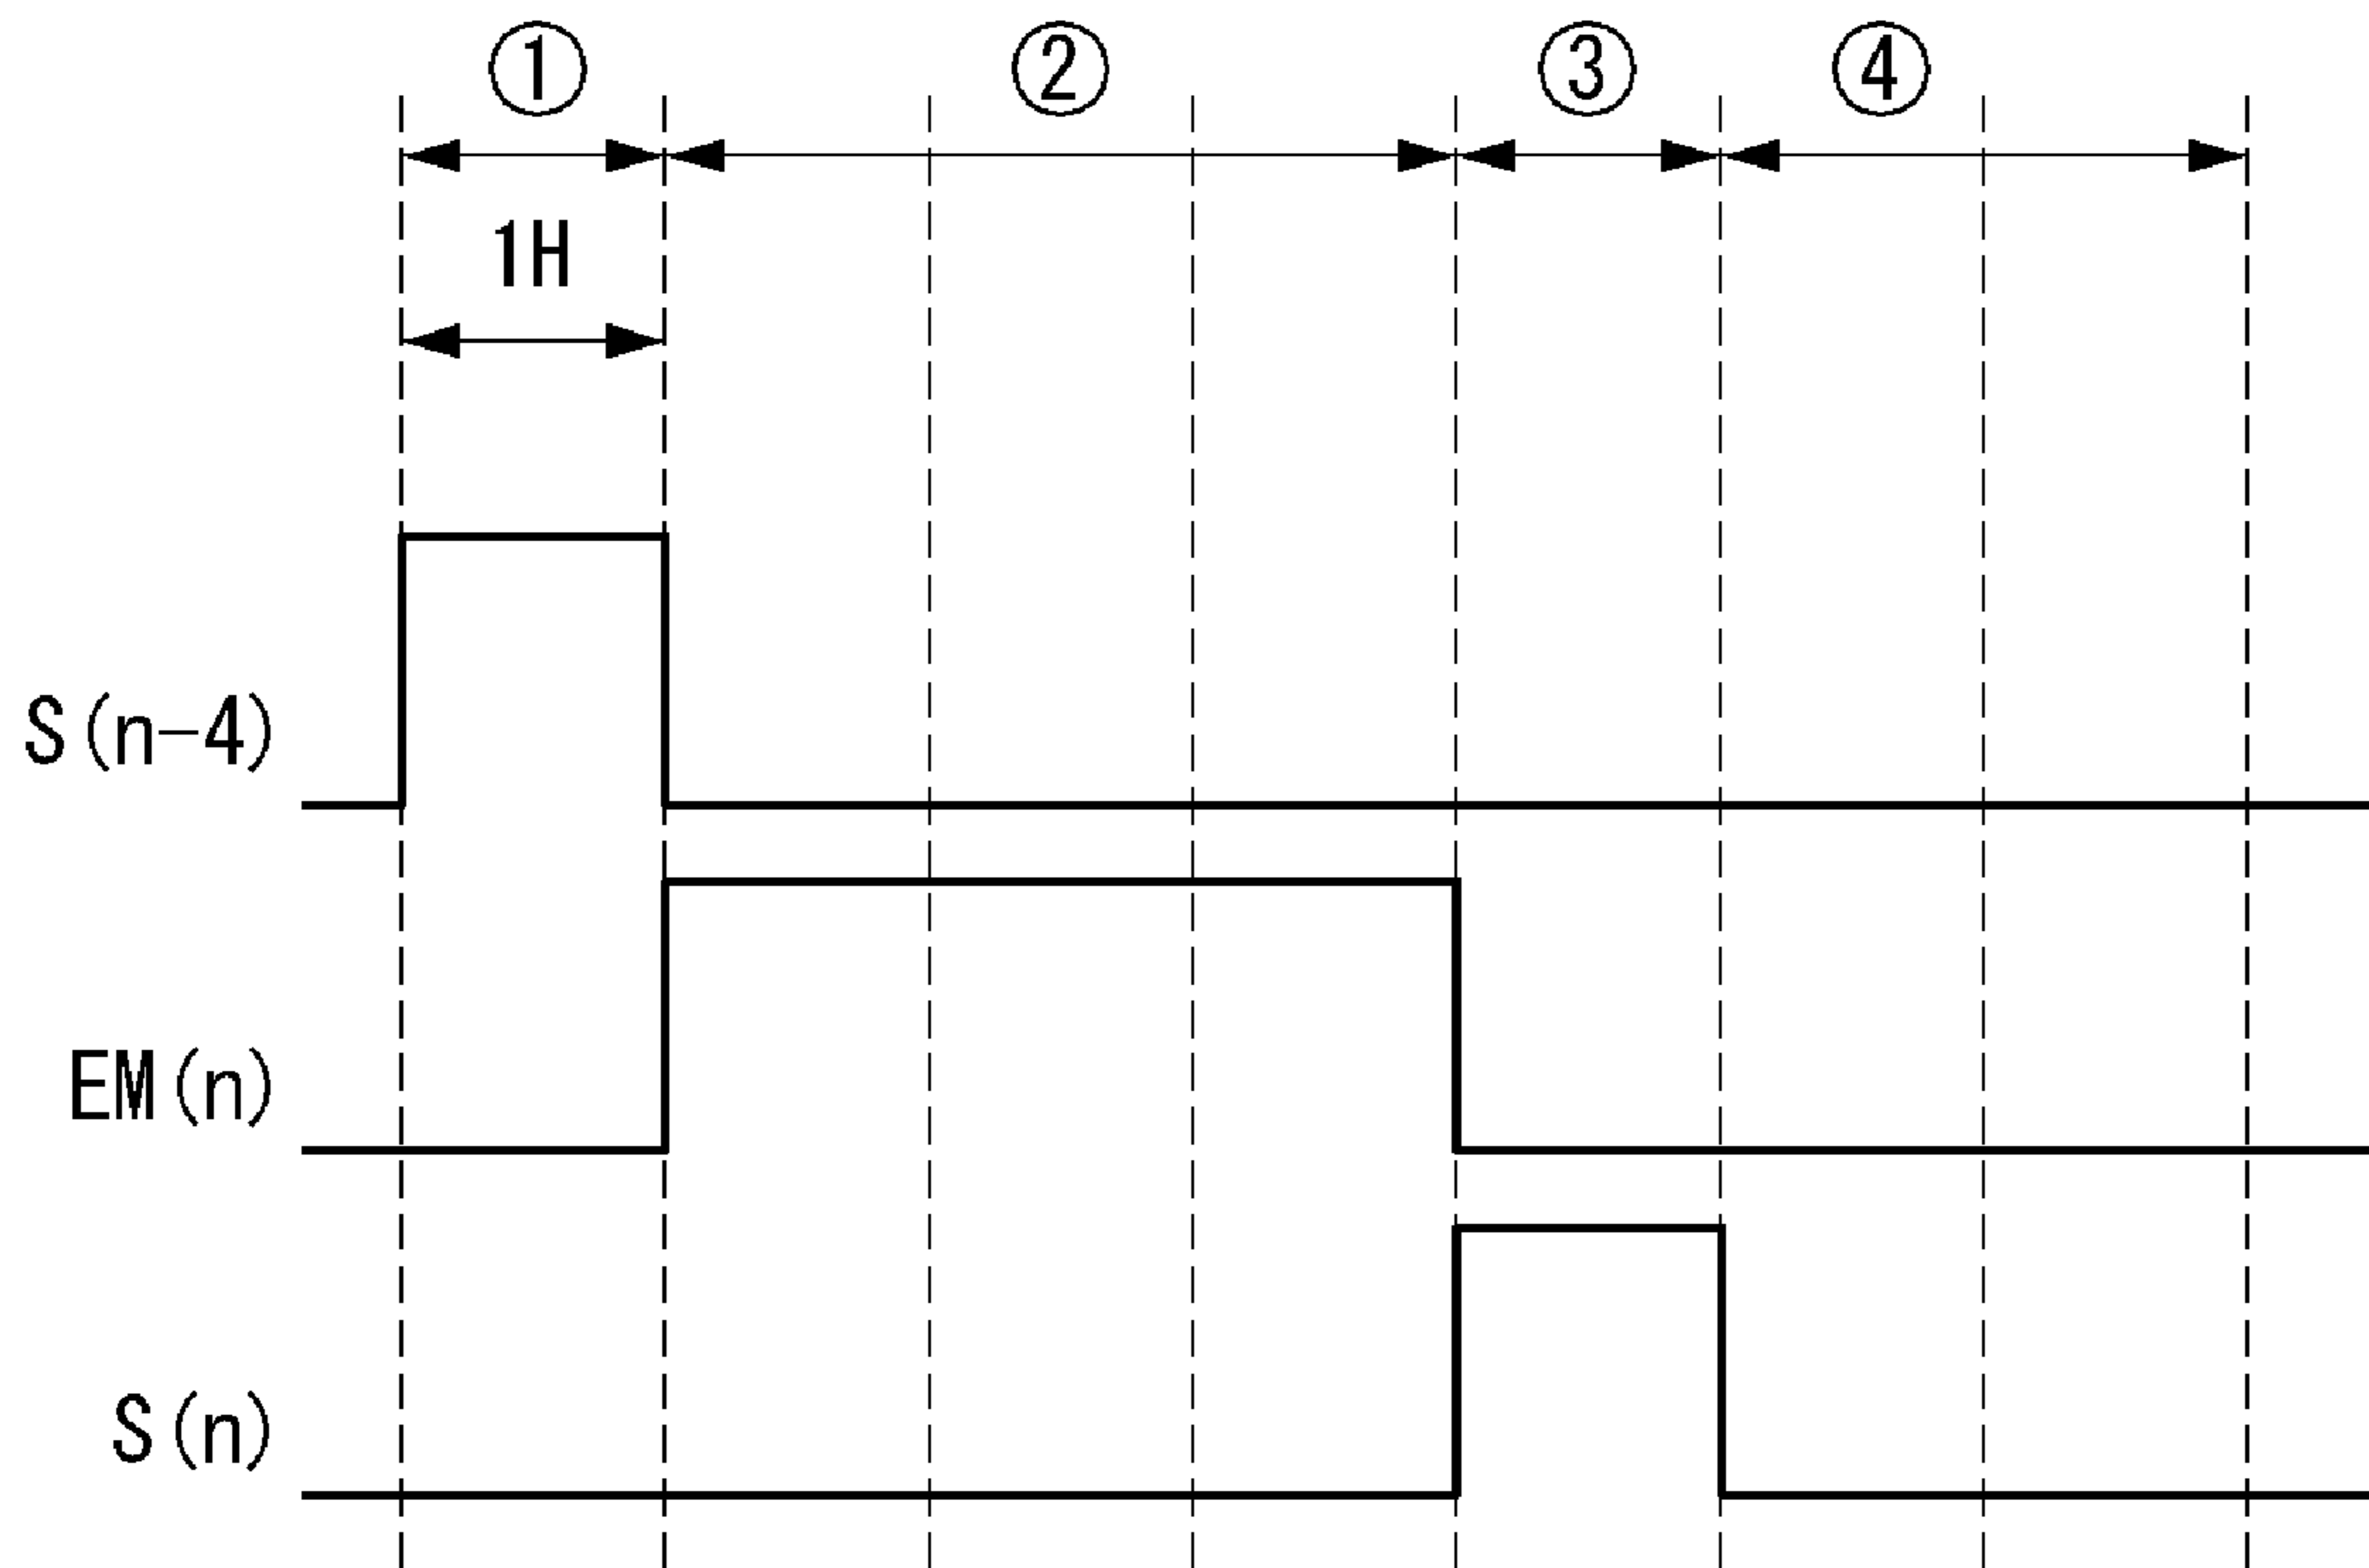 ① ② ③ ④
1H
S(n-4)
EM(n)
S(n)